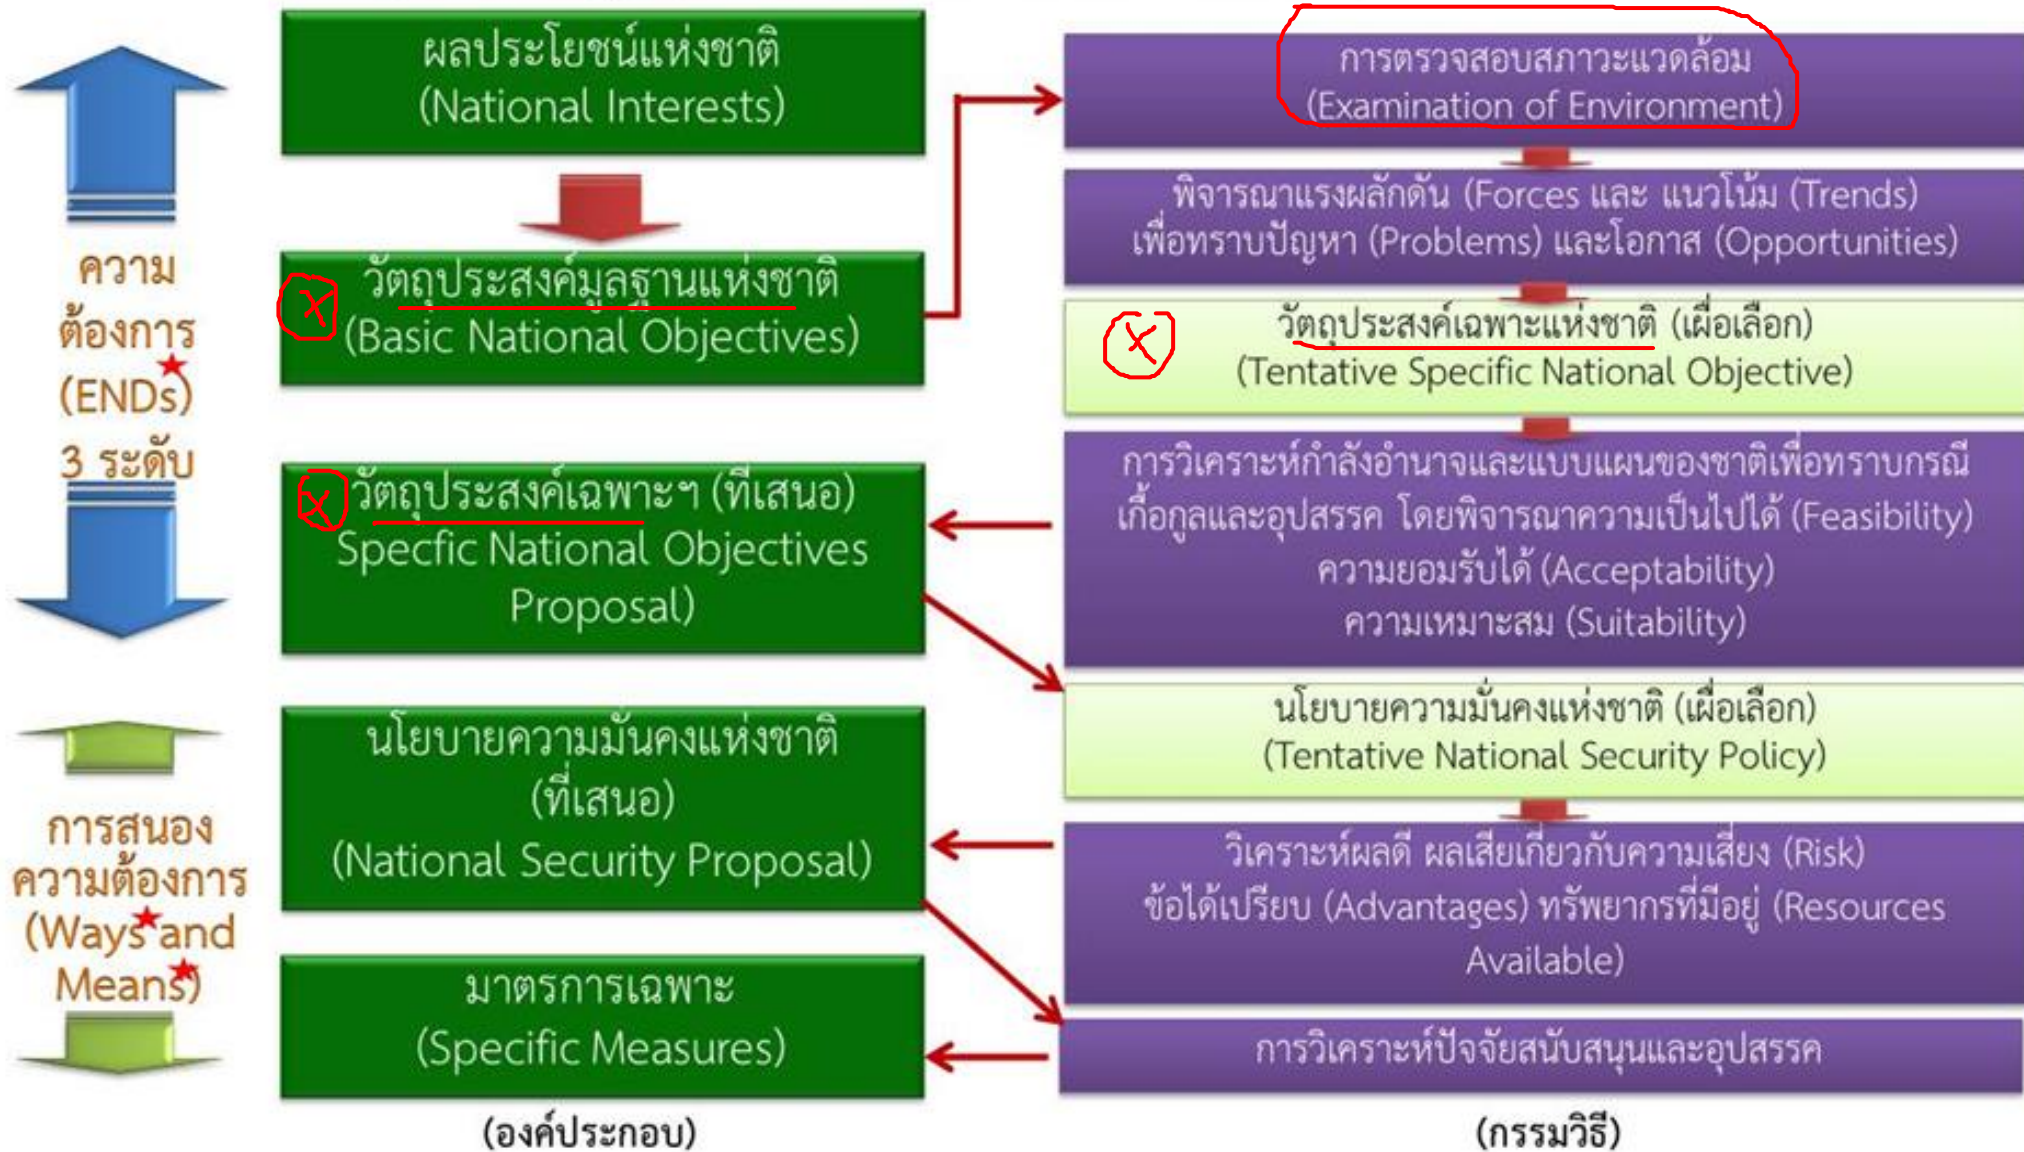 ความ
ต้องการ
(ENDs)
3 ระดับ
การสนอง
ความต้องการ
(Ways and
Means)
ผลประโยชน์แห่งชาติ
(National Interests)
วัตถุประสงค์มูลฐานแห่งชาติ
(Basic National Objectives)
วัตถุประสงค์เฉพาะฯ (ที่เสนอ)
Specfic National Objectives
Proposal)
นโยบายความมั่นคงแห่งชาติ
(ที่เสนอ)
(National Security Proposal)
มาตรการเฉพาะ
(Specific Measures)
(องค์ประกอบ)
การตรวจสอบสภาวะแวดล้อม
(Examination of Environment)
พิจารณาแรงผลักดัน (Forces และ แนวโน้ม (Trends)
เพื่อทราบปัญหา (Problems) และโอกาส (Opportunities)
วัตถุประสงค์เฉพาะแห่งชาติ (เผื่อเลือก)
(Tentative Specific National Objective)
การวิเคราะห์กำลังอำนาจและแบบแผนของชาติเพื่อทราบกรณี
เกื้อกูลและอุปสรรค โดยพิจารณาความเป็นไปได้ (Feasibility)
ความยอมรับได้ (Acceptability)
ความเหมาะสม (Suitability)
นโยบายความมั่นคงแห่งชาติ (เผื่อเลือก)
(Tentative National Security Policy)
วิเคราะห์ผลดี ผลเสียเกี่ยวกับความเสี่ยง (Risk)
ข้อได้เปรียบ (Advantages) ทรัพยากรที่มีอยู่ (Resources
Available)
การวิเคราะห์ปัจจัยสนับสนุนและอุปสรรค
(กรรมวิธี)